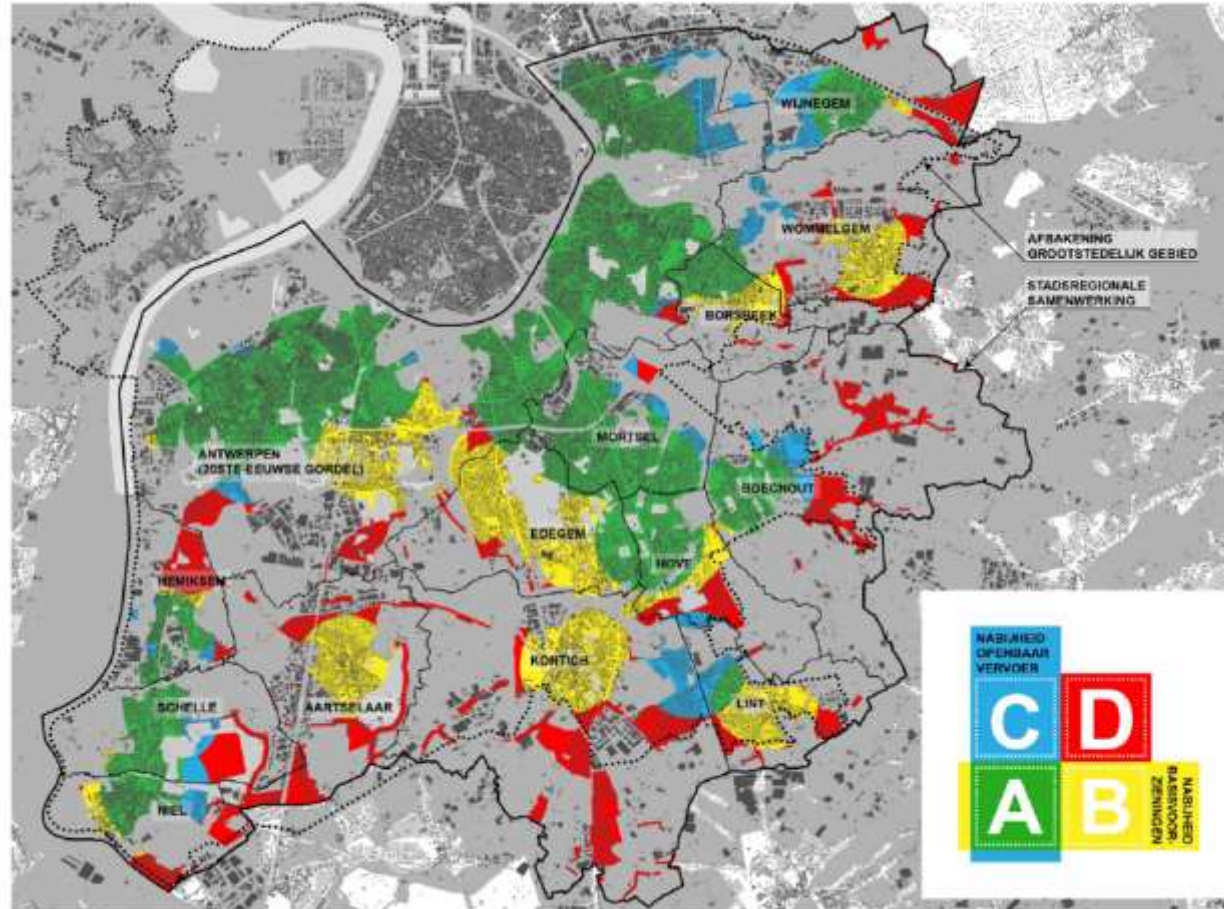 WIJNEGEM
WOMMELGEM
AFBAKENING
GROOTSTEDELIJK GEBIED
STADSREGIONALE
SAMENWERKING
BORSBEEK
MORTSEL
ANTWERPEN
(20STE-EEUWSE GORDEL)
BOECHOUT
EDEGEM
HOVE
HEMIKSEM
KONTICH
SCHELLE
AARTSELAAR
LINT
NIEL
NABIJHEID
OPENBAAR
VERVOER
C
D
A
B
NABIJHEID
BASISVOOR-
ZIENINGEN